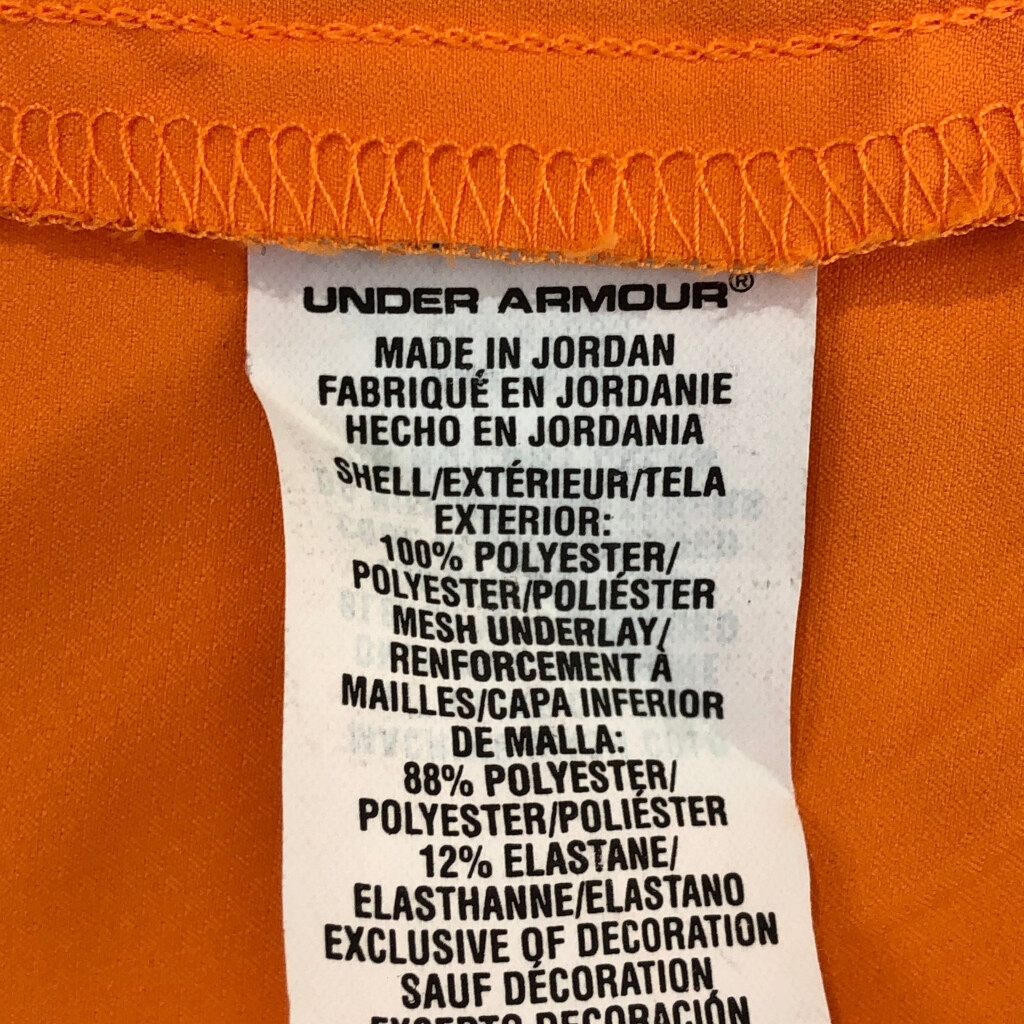 UNDER ARMOUR®
MADE IN JORDAN
FABRIQUÉ EN JORDANIE
HECHO EN JORDANIA
SHELL/EXTÉRIEUR/TELA
EXTERIOR:
100% POLYESTER/
POLYESTER/POLIÉSTER
MESH UNDERLAY/
RENFORCEMENT À
MAILLES/CAPA INFERIOR
DE MALLA:
88% POLYESTER/
POLYESTER/POLIÉSTER
12% ELASTANE/
ELASTHANNE/ELASTANO
EXCLUSIVE OF DECORATION
SAUF DÉCORATION
EXCEPTO DECORACIÓN